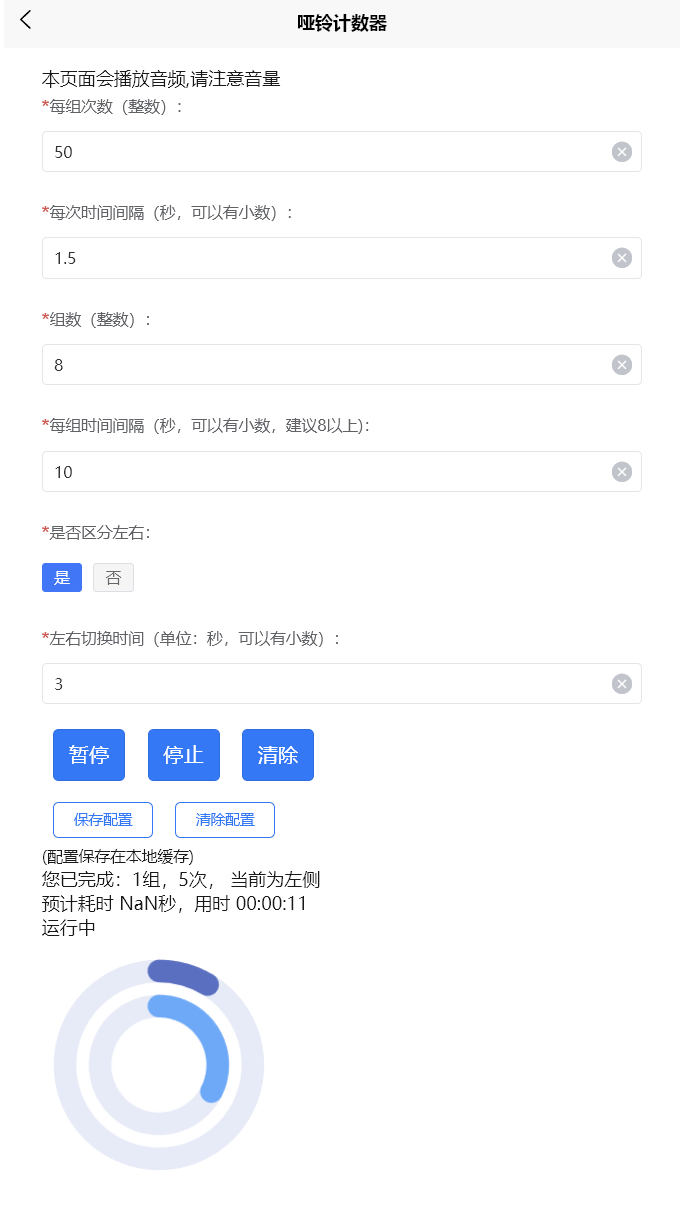 哑铃计数器
本页面会播放音频,请注意音量
*每组次数（整数）:
50
*每次时间间隔（秒，可以有小数）:
1.5
*组数（整数）:
8
*每组时间间隔（秒，可以有小数，建议8以上):
10
*是否区分左右:
是 否
*左右切换时间（单位：秒，可以有小数）:
3
暂停 停止 清除
保存配置 清除配置
(配置保存在本地缓存)
您已完成：1组，5次， 当前为左侧
预计耗时 NaN秒，用时 00:00:11
运行中